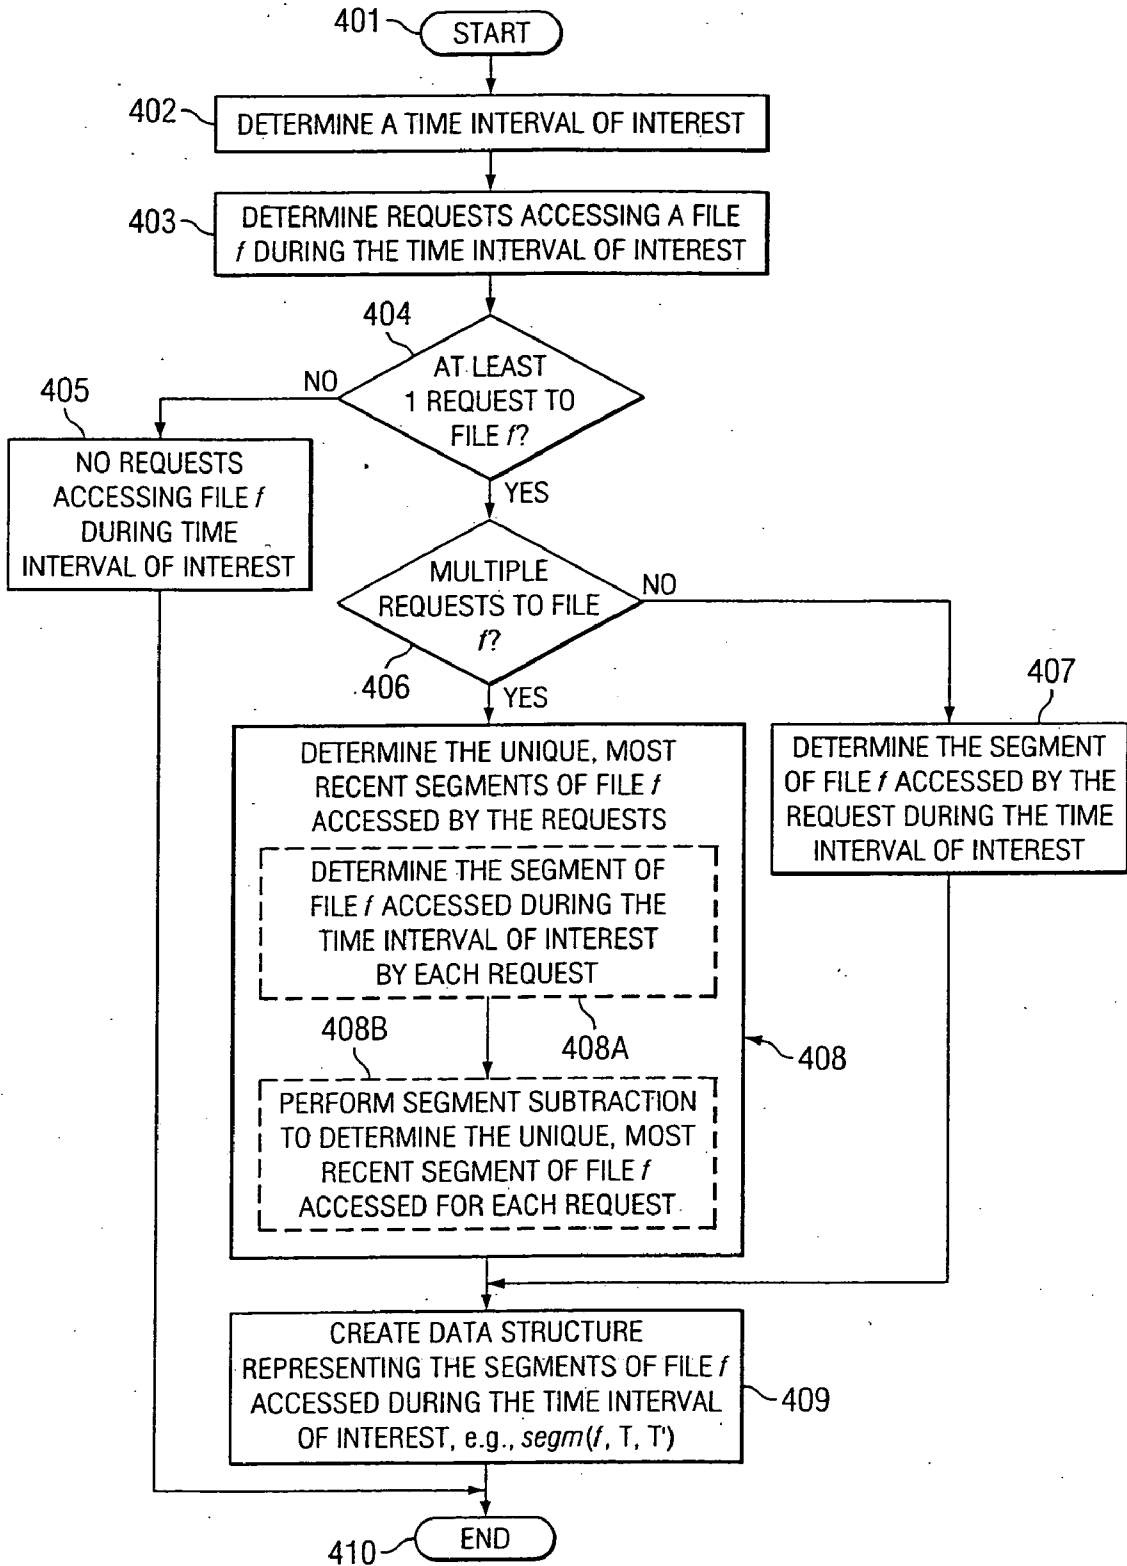 401
START
402
DETERMINE A TIME INTERVAL OF INTEREST
403
DETERMINE REQUESTS ACCESSING A FILE
f DURING THE TIME INTERVAL OF INTEREST
404
AT LEAST
1 REQUEST TO
FILE f?
NO
YES
405
NO REQUESTS
ACCESSING FILE f
DURING TIME
INTERVAL OF INTEREST
MULTIPLE
REQUESTS TO FILE
f?
NO
406
YES
407
DETERMINE THE SEGMENT
OF FILE f ACCESSED BY THE
REQUEST DURING THE TIME
INTERVAL OF INTEREST
DETERMINE THE UNIQUE, MOST
RECENT SEGMENTS OF FILE f
ACCESSED BY THE REQUESTS
DETERMINE THE SEGMENT OF
FILE f ACCESSED DURING THE
TIME INTERVAL OF INTEREST
BY EACH REQUEST
408B
408A
408
PERFORM SEGMENT SUBTRACTION
TO DETERMINE THE UNIQUE, MOST
RECENT SEGMENT OF FILE f
ACCESSED FOR EACH REQUEST
CREATE DATA STRUCTURE
REPRESENTING THE SEGMENTS OF FILE f
ACCESSED DURING THE TIME INTERVAL
OF INTEREST, e.g., segm(f, T, T')
409
410
END